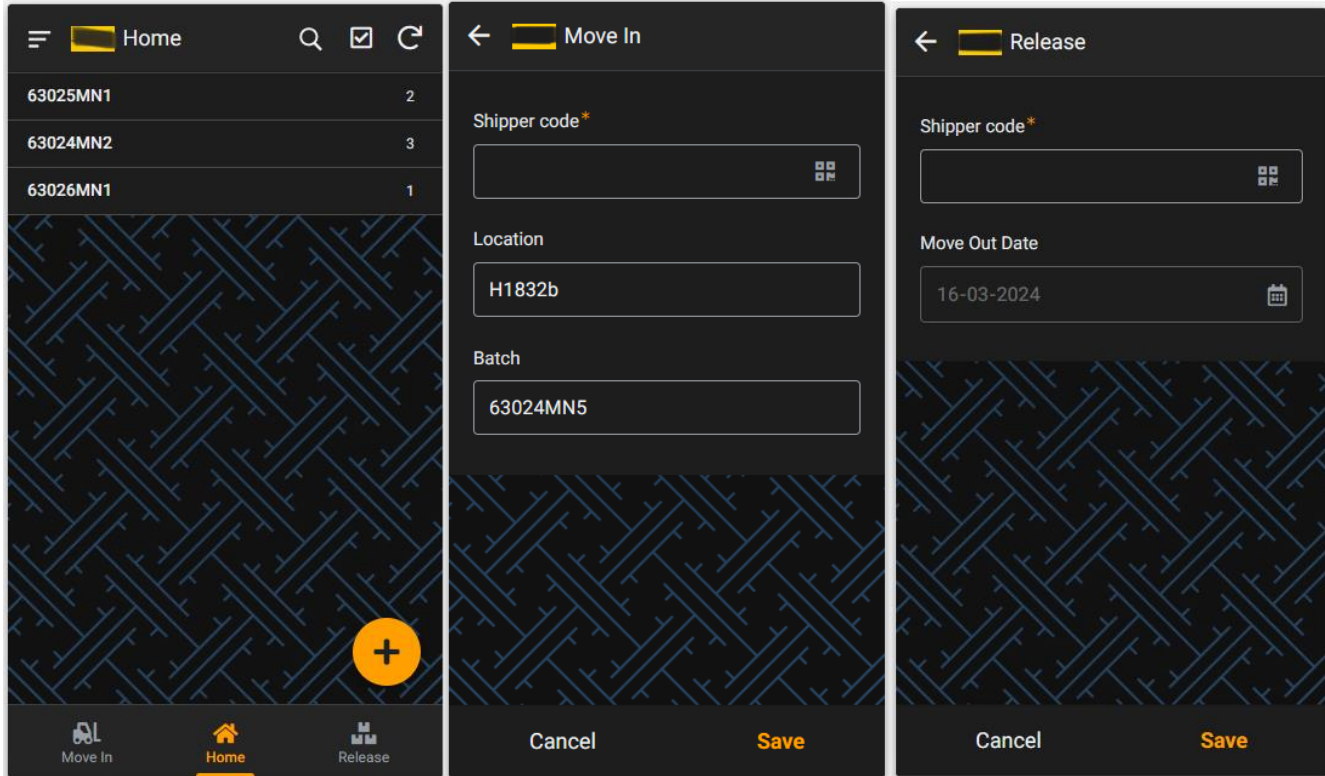 Home
63025MN1 2
63024MN2 3
63026MN1 1
Move In
Home
Release
Move In
Shipper code*
Location
H1832b
Batch
63024MN5
Cancel Save
Release
Shipper code*
Move Out Date
16-03-2024
Cancel Save